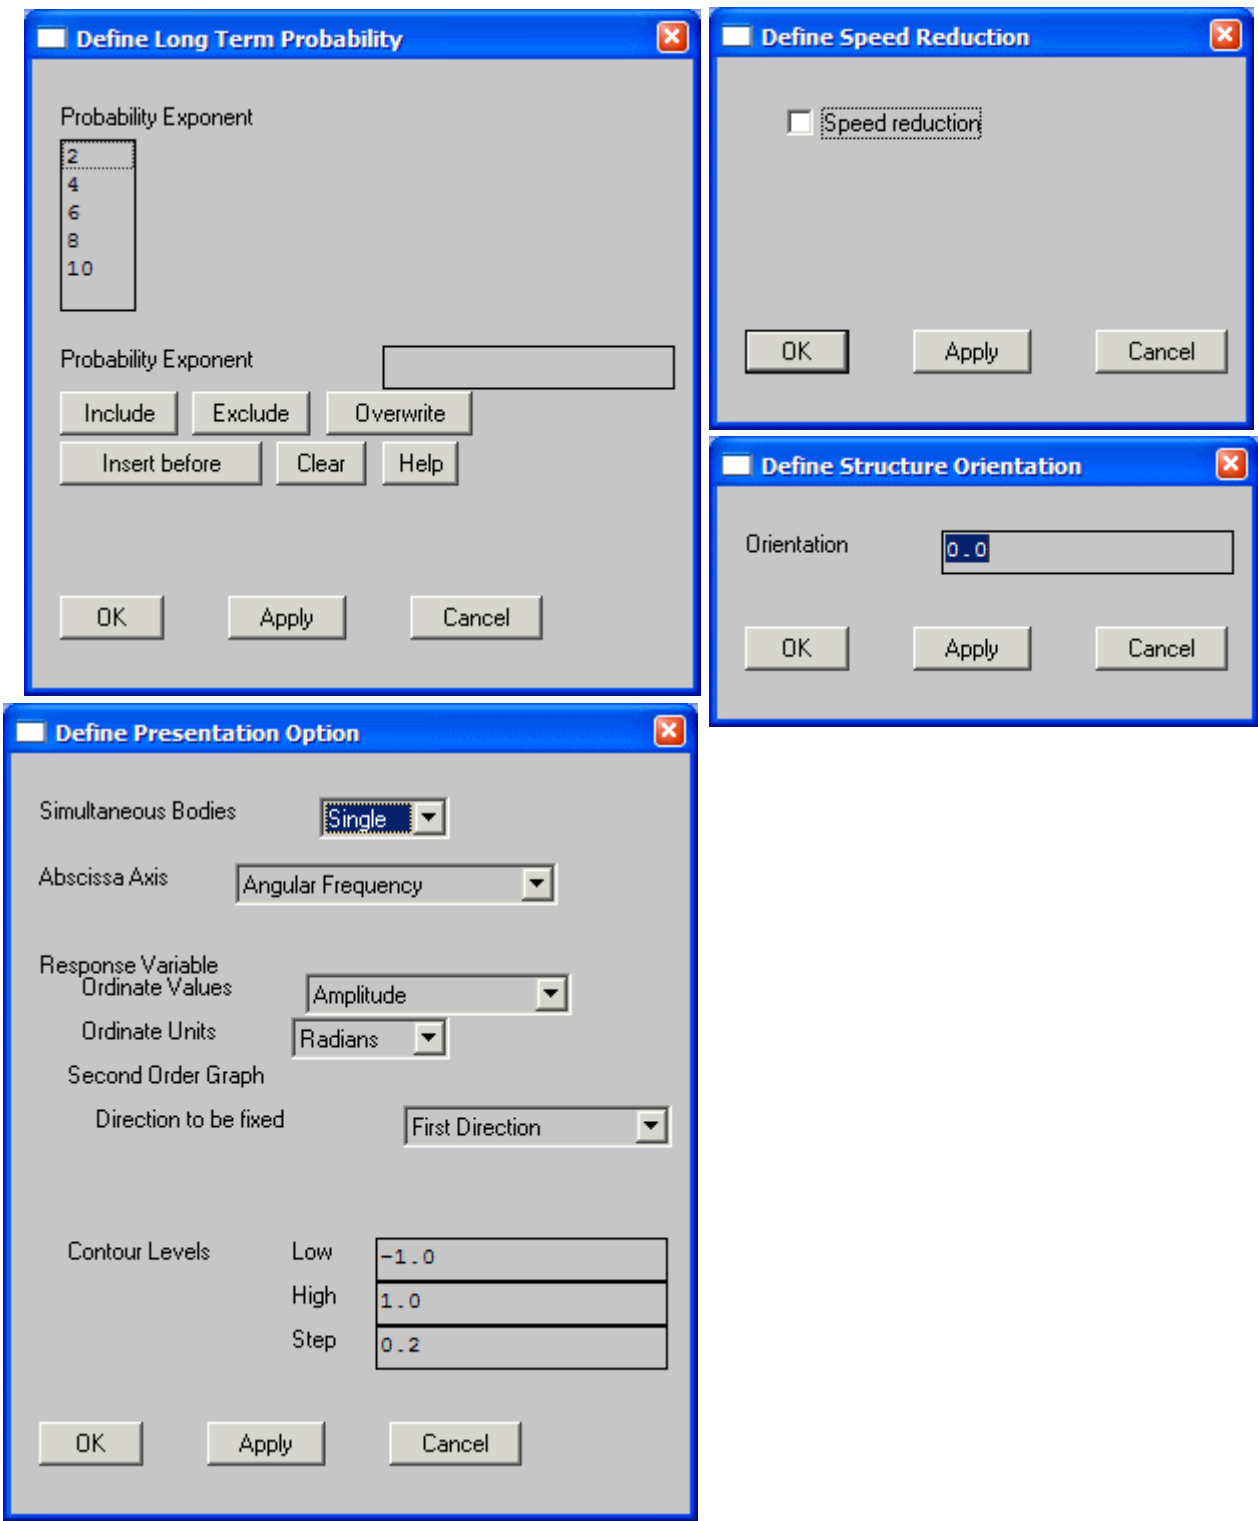 Define Long Term Probability
Probability Exponent
2
4
6
8
10
Probability Exponent
Include Exclude Overwrite
Insert before Clear Help
OK Apply Cancel
Define Speed Reduction
Speed reduction
OK Apply Cancel
Define Structure Orientation
Orientation 0.0
OK Apply Cancel
Define Presentation Option
Simultaneous Bodies Single
Abscissa Axis Angular Frequency
Response Variable
Ordinate Values Amplitude
Ordinate Units Radians
Second Order Graph
Direction to be fixed First Direction
Contour Levels Low -1.0
High 1.0
Step 0.2
OK Apply Cancel